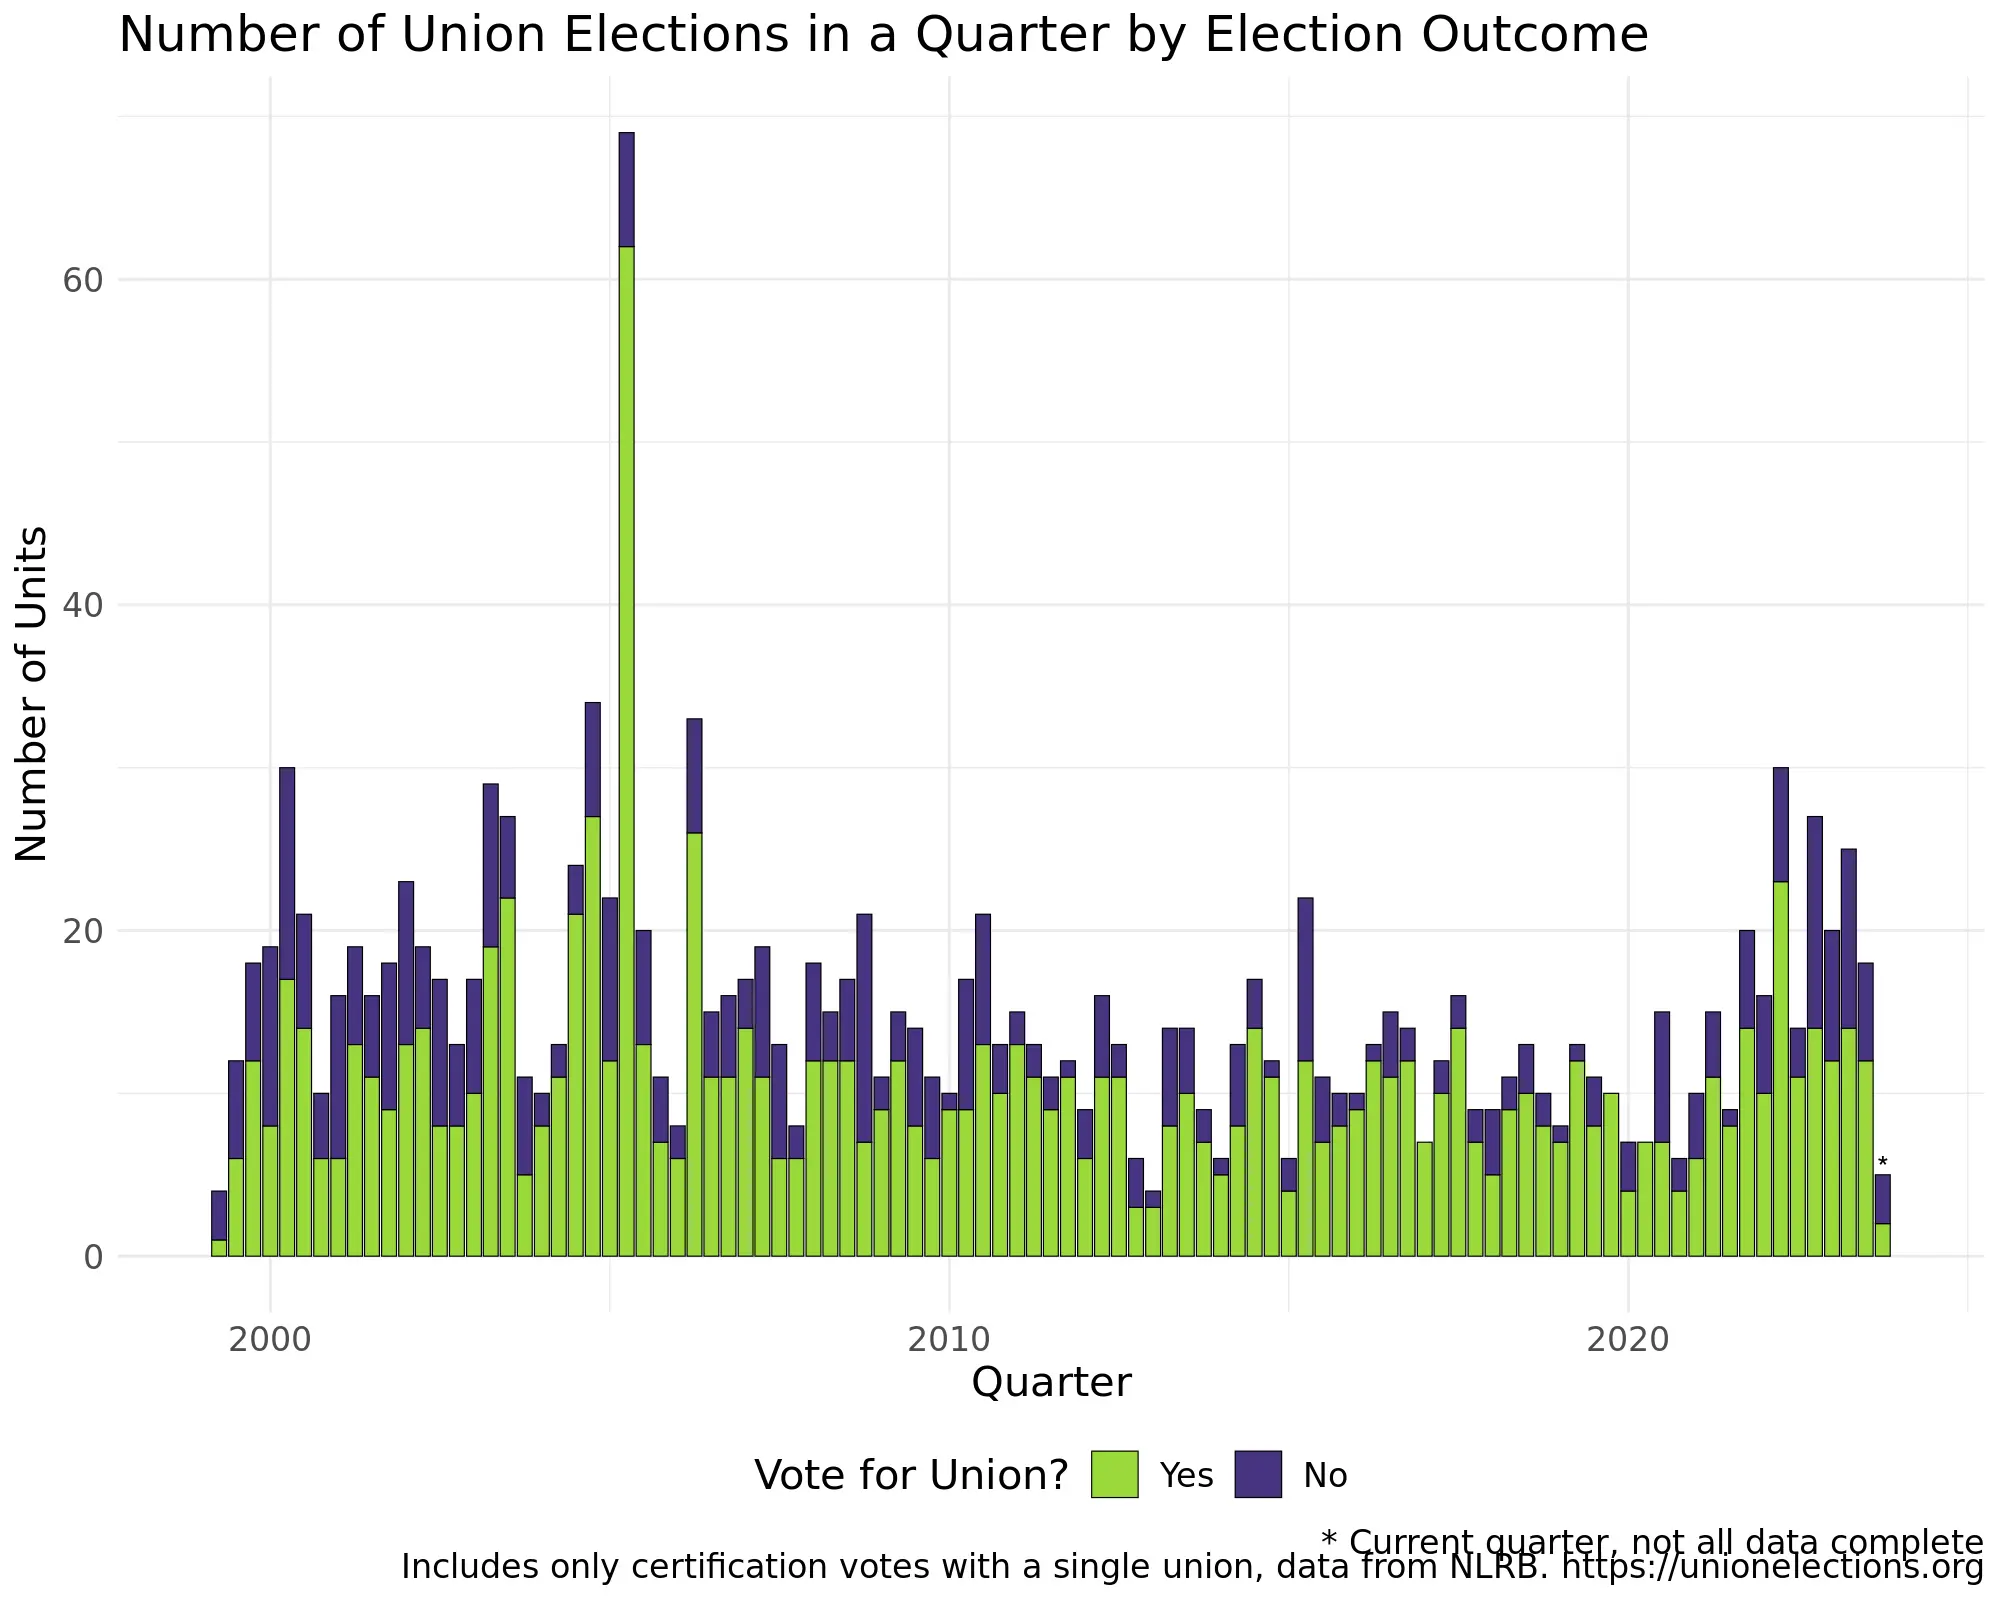 Number of Union Elections in a Quarter by Election Outcome
Number of Units
60
40
20
0
*
2000
2010
2020
Quarter
Vote for Union?
Yes
No
* Current quarter, not all data complete
Includes only certification votes with a single union, data from NLRB. https://unionelections.org